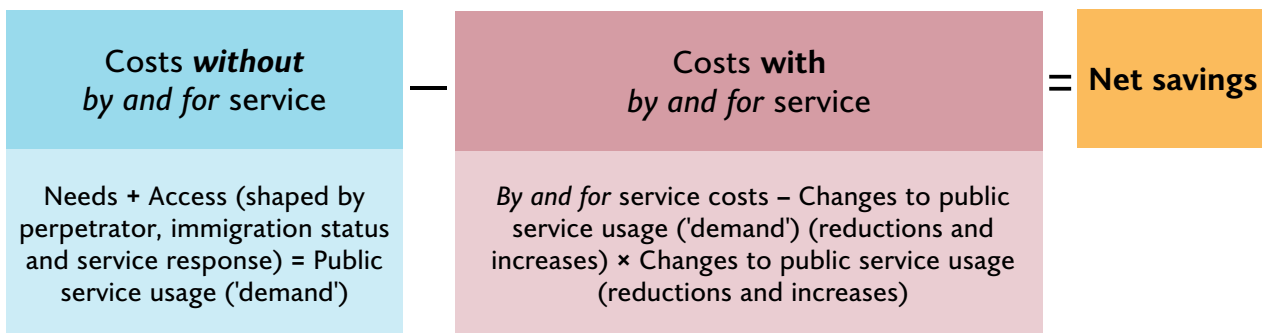 Costs without
by and for service
—
Costs with
by and for service
=
Net savings
Needs + Access (shaped by
perpetrator, immigration status
and service response) = Public
service usage ('demand')
By and for service costs – Changes to public
service usage ('demand') (reductions and
increases) × Changes to public service usage
(reductions and increases)